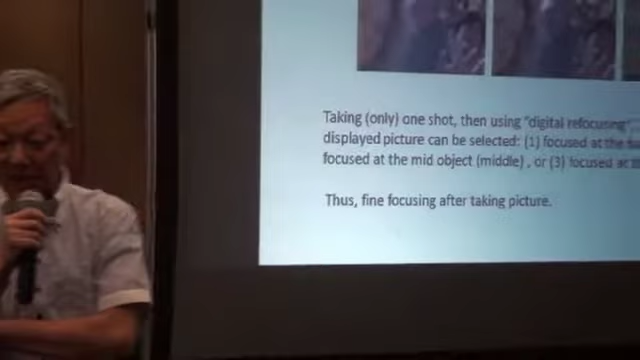 Taking (only) one shot, then using "digital refocusing"
displayed picture can be selected: (1) focused at the
focused at the mid object (middle) , or (3) focused at
Thus, fine focusing after taking picture.